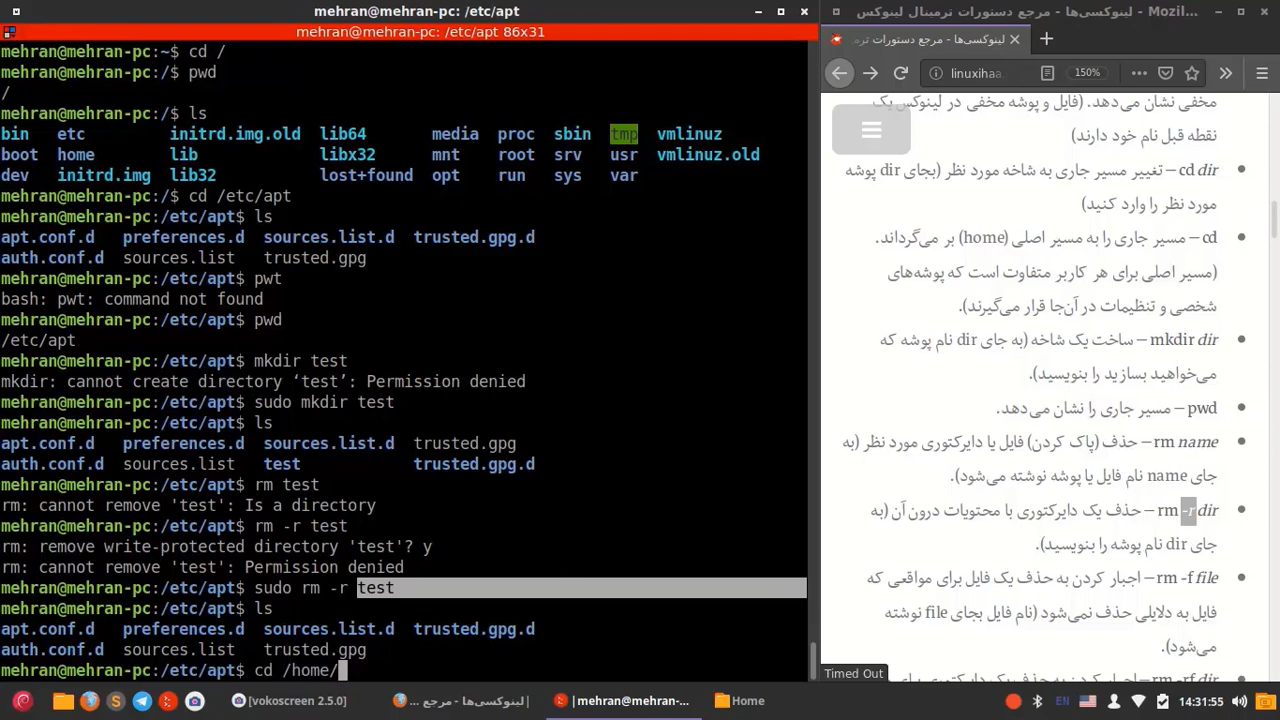 mehran@mehran-pc: /etc/apt
mehran@mehran-pc: /etc/apt 86x31
mehran@mehran-pc:~$ cd /
mehran@mehran-pc:/$ pwd
/
mehran@mehran-pc:/$ ls
bin etc initrd.img.old lib64 media proc sbin tmp vmlinuz
boot home lib libx32 mnt root srv usr vmlinuz.old
dev initrd.img lib32 lost+found opt run sys var
mehran@mehran-pc:/$ cd /etc/apt
mehran@mehran-pc:/etc/apt$ ls
apt.conf.d preferences.d sources.list.d trusted.gpg.d
auth.conf.d sources.list trusted.gpg
mehran@mehran-pc:/etc/apt$ pwt
bash: pwt: command not found
mehran@mehran-pc:/etc/apt$ pwd
/etc/apt
mehran@mehran-pc:/etc/apt$ mkdir test
mkdir: cannot create directory ‘test’: Permission denied
mehran@mehran-pc:/etc/apt$ sudo mkdir test
mehran@mehran-pc:/etc/apt$ ls
apt.conf.d preferences.d sources.list.d trusted.gpg
auth.conf.d sources.list test trusted.gpg.d
mehran@mehran-pc:/etc/apt$ rm test
rm: cannot remove 'test': Is a directory
mehran@mehran-pc:/etc/apt$ rm -r test
rm: remove write-protected directory 'test'? y
rm: cannot remove 'test': Permission denied
mehran@mehran-pc:/etc/apt$ sudo rm -r test
mehran@mehran-pc:/etc/apt$ ls
apt.conf.d preferences.d sources.list.d trusted.gpg.d
auth.conf.d sources.list trusted.gpg
mehran@mehran-pc:/etc/apt$ cd /home/
لینوکسی‌ها - مرجع دستورات ترمینال لینوکس - Mozil...
لینوکسی‌ها - مرجع دستورات ترم
linuxihaa. 150%
مخفی نشان می‌دهد. (فایل و پوشه مخفی در لینوکس یک
نقطه قبل نام خود دارند)
cd dir – تغییر مسیر جاری به شاخه مورد نظر (بجای dir پوشه
مورد نظر را وارد کنید)
cd – مسیر جاری را به مسیر اصلی (home) بر می‌گرداند.
(مسیر اصلی برای هر کاربر متفاوت است که پوشه‌های
شخصی و تنظیمات در آن‌جا قرار می‌گیرند).
mkdir dir – ساخت یک شاخه (به جای dir نام پوشه که
می‌خواهید بسازید را بنویسید).
pwd – مسیر جاری را نشان می‌دهد.
rm name – حذف (پاک کردن) فایل یا دایرکتوری مورد نظر (به
جای name نام فایل یا پوشه نوشته می‌شود).
rm -r dir – حذف یک دایرکتوری با محتویات درون آن (به
جای dir نام پوشه را بنویسید).
rm -f file – اجبار کردن به حذف یک فایل برای مواقعی که
فایل به دلایلی حذف نمی‌شود (نام فایل بجای file نوشته
می‌شود).
Timed Out
[vokoscreen 2.5.0]
لینوکسی‌ها - مرجع ...
mehran@mehran-pc:...
Home
EN
14:31:55